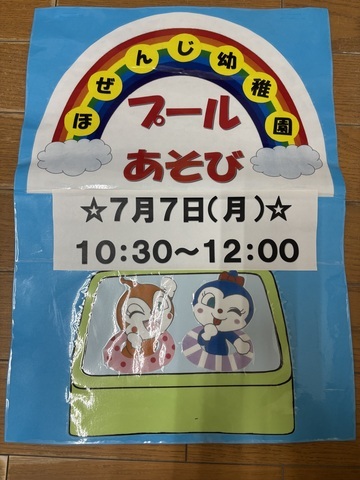 ほぜんじ幼稚園
プール
あそび
☆7月7日(月)☆
10:30～12:00